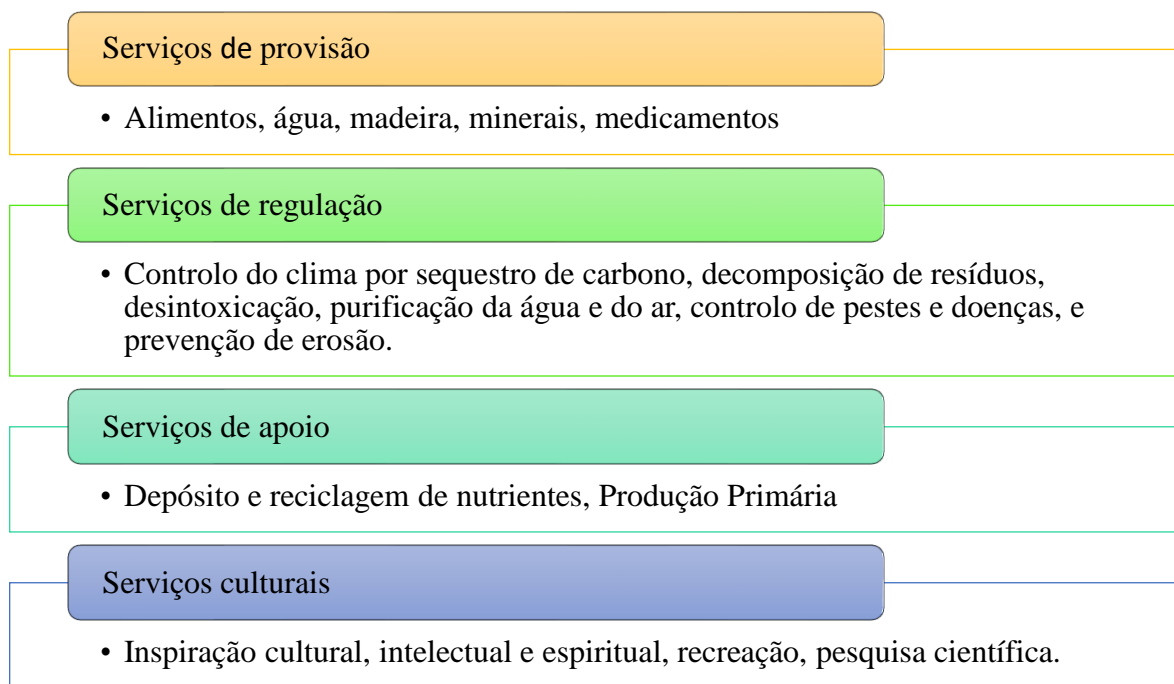 Serviços de provisão
• Alimentos, água, madeira, minerais, medicamentos
Serviços de regulação
• Controlo do clima por sequestro de carbono, decomposição de resíduos,
desintoxicação, purificação da água e do ar, controlo de pestes e doenças, e
prevenção de erosão.
Serviços de apoio
• Depósito e reciclagem de nutrientes, Produção Primária
Serviços culturais
• Inspiração cultural, intelectual e espiritual, recreação, pesquisa científica.